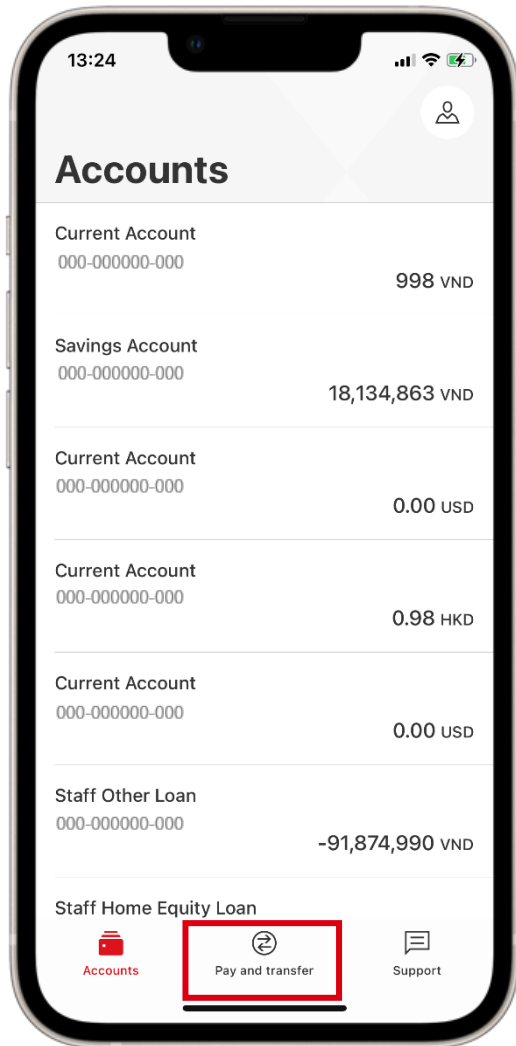 13:24
Accounts
Current Account
000-000000-000
998 VND
Savings Account
000-000000-000
18,134,863 VND
Current Account
000-000000-000
0.00 USD
Current Account
000-000000-000
0.98 HKD
Current Account
000-000000-000
0.00 USD
Staff Other Loan
000-000000-000
-91,874,990 VND
Staff Home Equity Loan
Accounts
Pay and transfer
Support